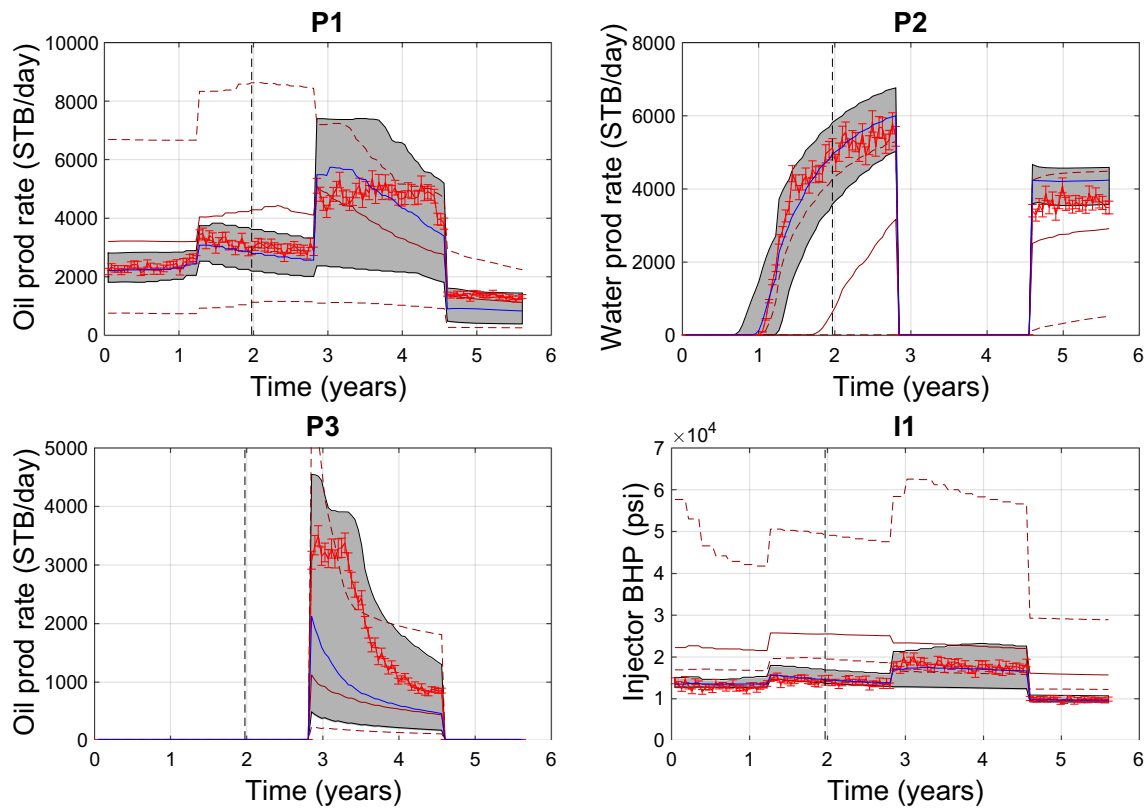 P1
Oil prod rate (STB/day)
10000
8000
6000
4000
2000
0
0 1 2 3 4 5 6
Time (years)
P2
Water prod rate (STB/day)
8000
6000
4000
2000
0
0 1 2 3 4 5 6
Time (years)
P3
Oil prod rate (STB/day)
5000
4000
3000
2000
1000
0
0 1 2 3 4 5 6
Time (years)
I1
Injector BHP (psi)
×10⁴
7
6
5
4
3
2
1
0
0 1 2 3 4 5 6
Time (years)